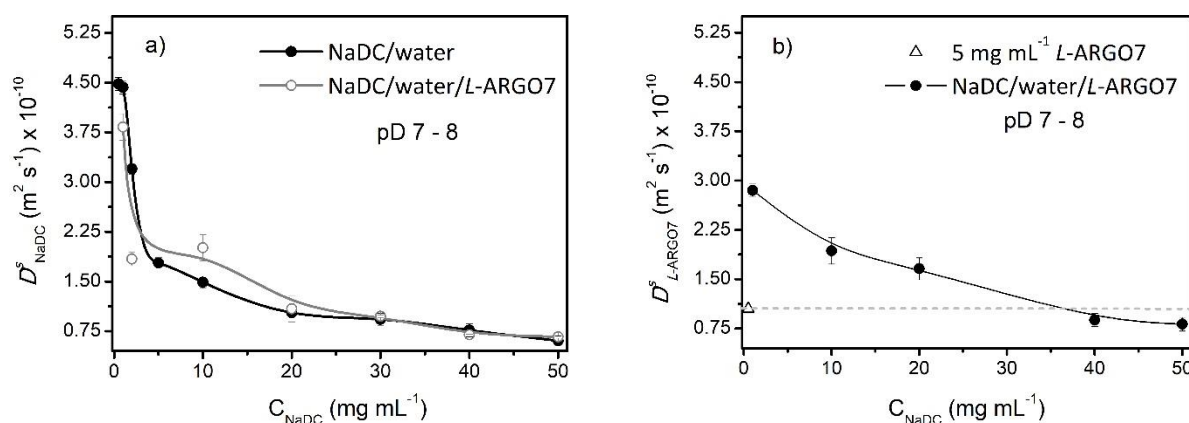 a)
NaDC/water
NaDC/water/L-ARGO7
pD 7 - 8
5.25
4.50
3.75
3.00
2.25
1.50
0.75
D^s_NaDC (m² s⁻¹) x 10⁻¹⁰
0 10 20 30 40 50
C_NaDC (mg mL⁻¹)
b)
5 mg mL⁻¹ L-ARGO7
NaDC/water/L-ARGO7
pD 7 - 8
5.25
4.50
3.75
3.00
2.25
1.50
0.75
D^s_L-ARGO7 (m² s⁻¹) x 10⁻¹⁰
0 10 20 30 40 50
C_NaDC (mg mL⁻¹)